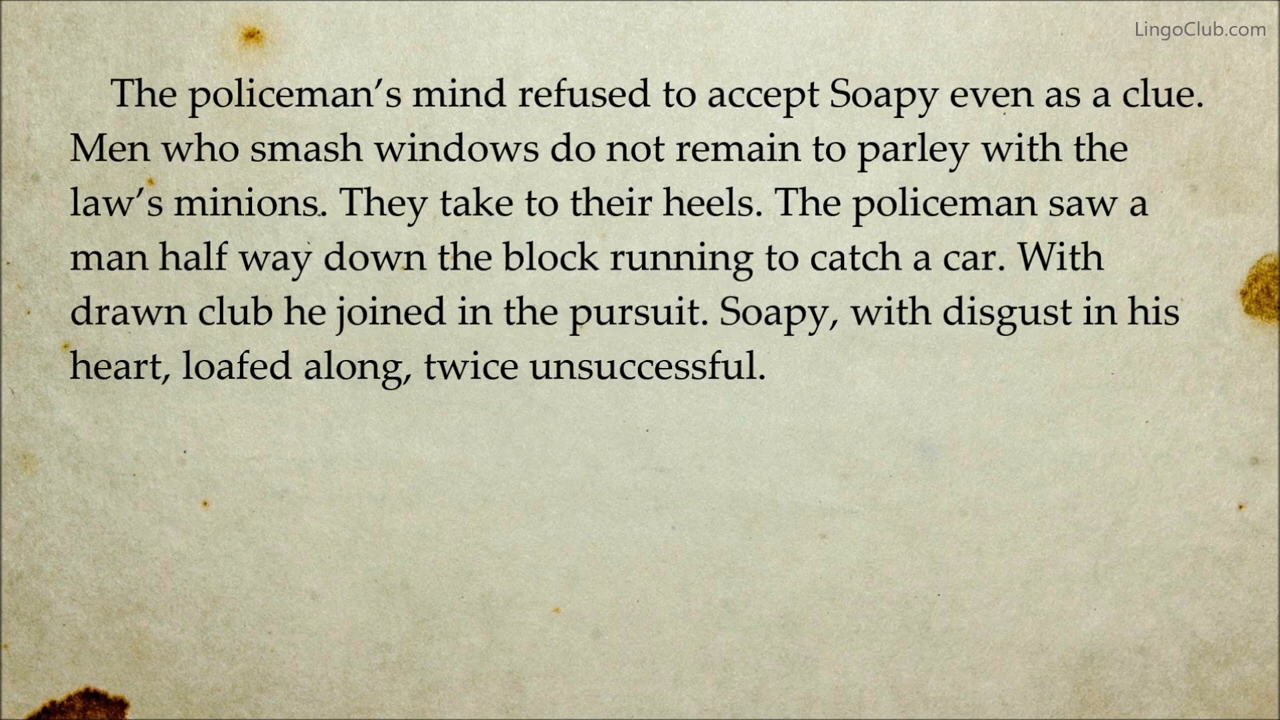 LingoClub.com
The policeman’s mind refused to accept Soapy even as a clue.
Men who smash windows do not remain to parley with the
law’s minions. They take to their heels. The policeman saw a
man half way down the block running to catch a car. With
drawn club he joined in the pursuit. Soapy, with disgust in his
heart, loafed along, twice unsuccessful.